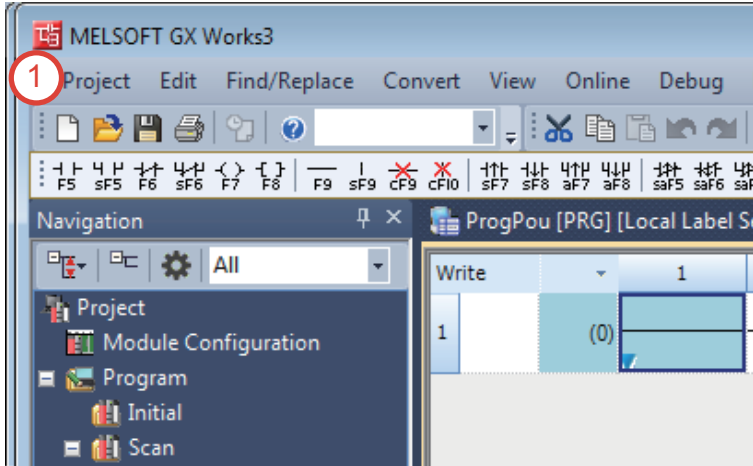 MELSOFT GX Works3
1
Project Edit Find/Replace Convert View Online Debug
F5 sF5 F6 sF6 F7 F8 F9 sF9 cF9 cF10 sF7 sF8 aF7 aF8 saF5 saF6
Navigation
ProgPou [PRG] [Local Label
All
Write 1
Project
1 (0)
Module Configuration
Program
Initial
Scan